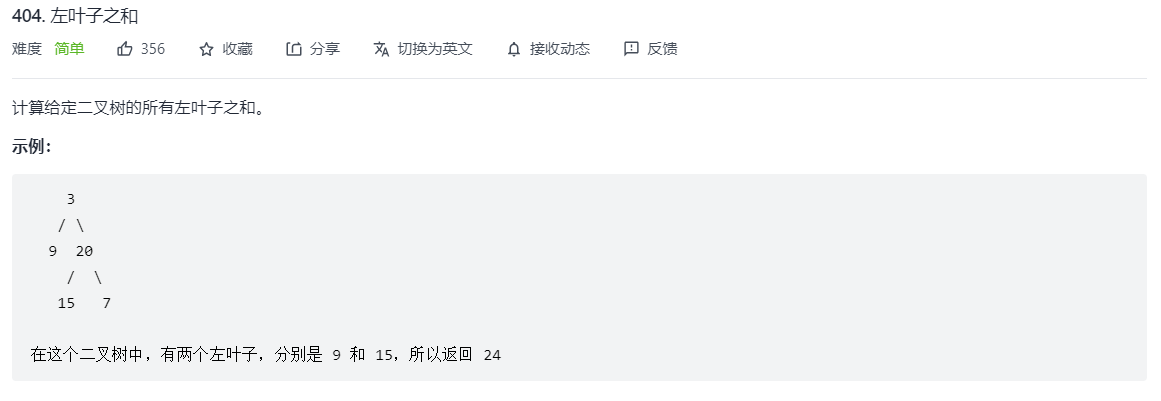 404. 左叶子之和
难度 简单 356 收藏 分享 切换为英文 接收动态 反馈
计算给定二叉树的所有左叶子之和。
示例：
3
/ \
9 20
/ \
15 7
在这个二叉树中，有两个左叶子，分别是 9 和 15，所以返回 24